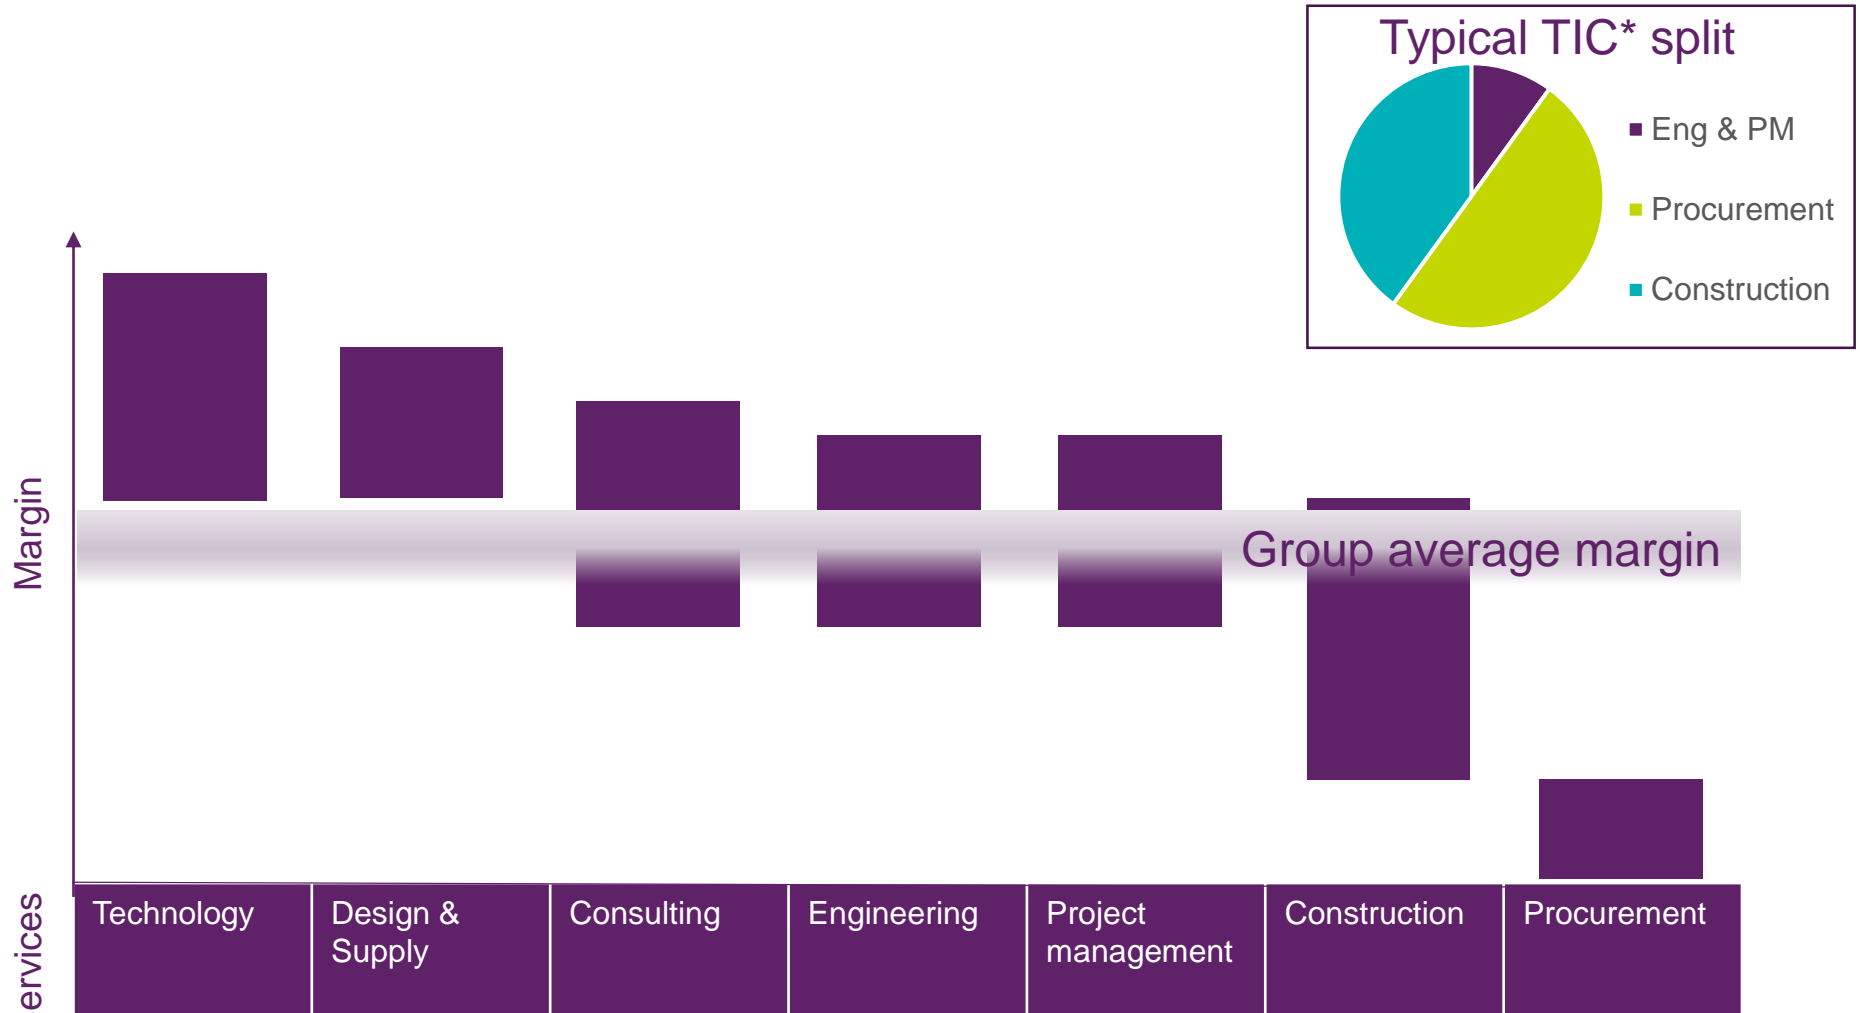 Typical TIC* split
Eng & PM
Procurement
Construction
Margin
Group average margin
ervices
Technology
Design &
Supply
Consulting
Engineering
Project
management
Construction
Procurement